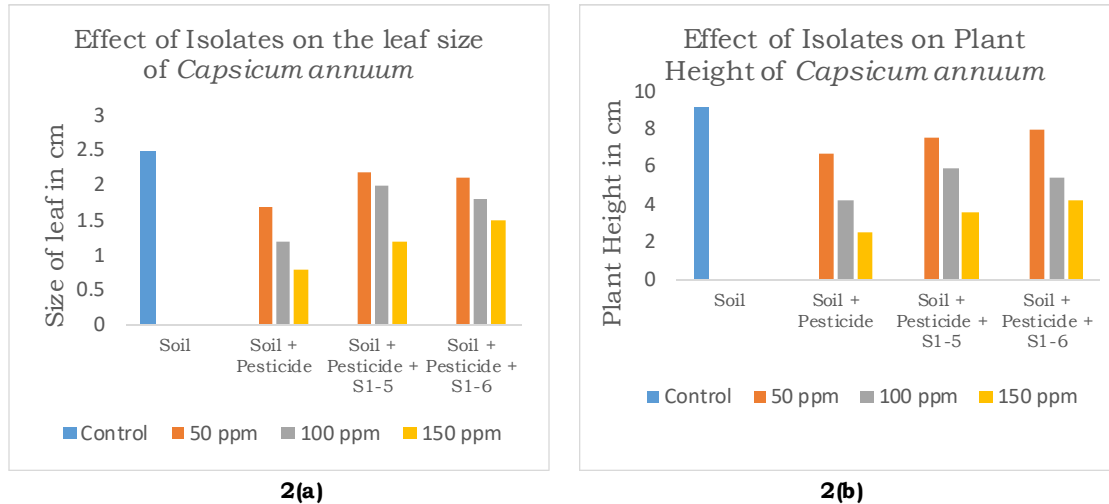 Effect of Isolates on the leaf size
of Capsicum annuum
Size of leaf in cm
3
2.5
2
1.5
1
0.5
0
Soil
Soil +
Pesticide
Soil +
Pesticide +
S1-5
Soil +
Pesticide +
S1-6
Control 50 ppm 100 ppm 150 ppm
2(a)
Effect of Isolates on Plant
Height of Capsicum annuum
Plant Height in cm
10
8
6
4
2
0
Soil
Soil +
Pesticide
Soil +
Pesticide +
S1-5
Soil +
Pesticide +
S1-6
Control 50 ppm 100 ppm 150 ppm
2(b)